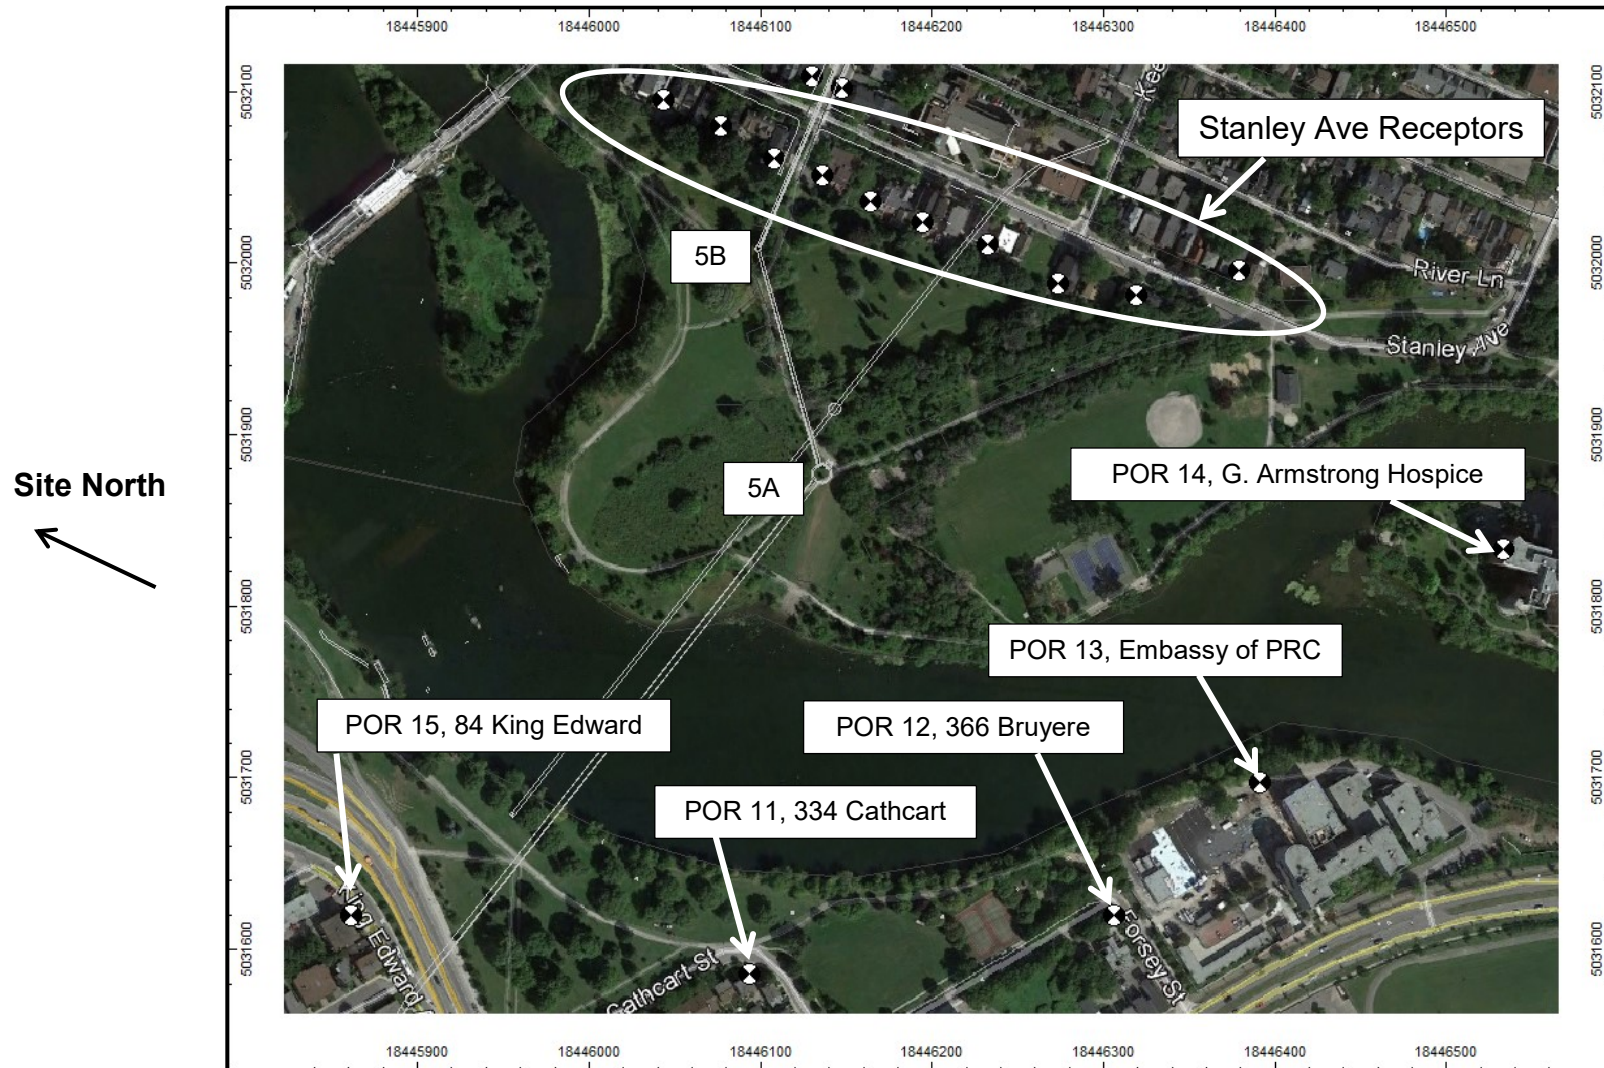 18445900 18446000 18446100 18446200 18446300 18446400 18446500
5032100
5032100
Kee
Stanley Ave Receptors
5B
5032000
5032000
River Ln
Stanley Ave
5031900
5031900
POR 14, G. Armstrong Hospice
Site North
5A
5031800
5031800
POR 13, Embassy of PRC
POR 15, 84 King Edward
POR 12, 366 Bruyere
5031700
5031700
POR 11, 334 Cathcart
King Edward
Forsey St
5031600
5031600
Cathcart St
18445900 18446000 18446100 18446200 18446300 18446400 18446500